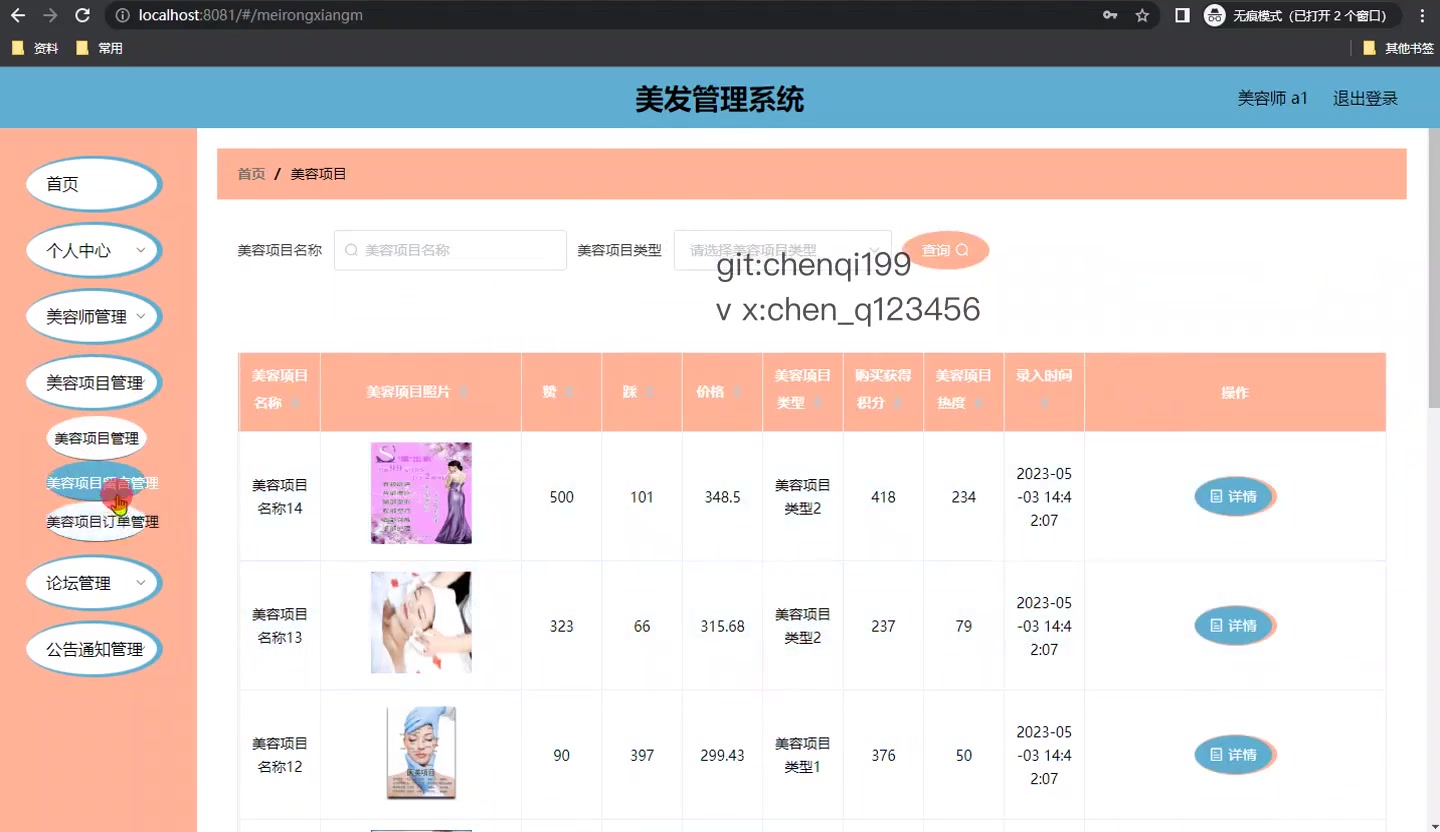 localhost:8081/#/meirongxiangm
无痕模式（已打开 2 个窗口）
资料
常用
其他书签
美发管理系统
美容师 a1
退出登录
首页
个人中心
美容师管理
美容项目管理
美容项目管理
美容项目留言管理
美容项目订单管理
论坛管理
公告通知管理
首页 / 美容项目
美容项目名称
美容项目名称
美容项目类型
请选择美容项目类型
查询
git:chenqi199
v x:chen_q123456
美容项目
名称
美容项目照片
赞
踩
价格
美容项目
类型
购买获得
积分
美容项目
热度
录入时间
操作
美容项目
名称14
500
101
348.5
美容项目
类型2
418
234
2023-05
-03 14:4
2:07
详情
美容项目
名称13
323
66
315.68
美容项目
类型2
237
79
2023-05
-03 14:4
2:07
详情
美容项目
名称12
90
397
299.43
美容项目
类型1
376
50
2023-05
-03 14:4
2:07
详情